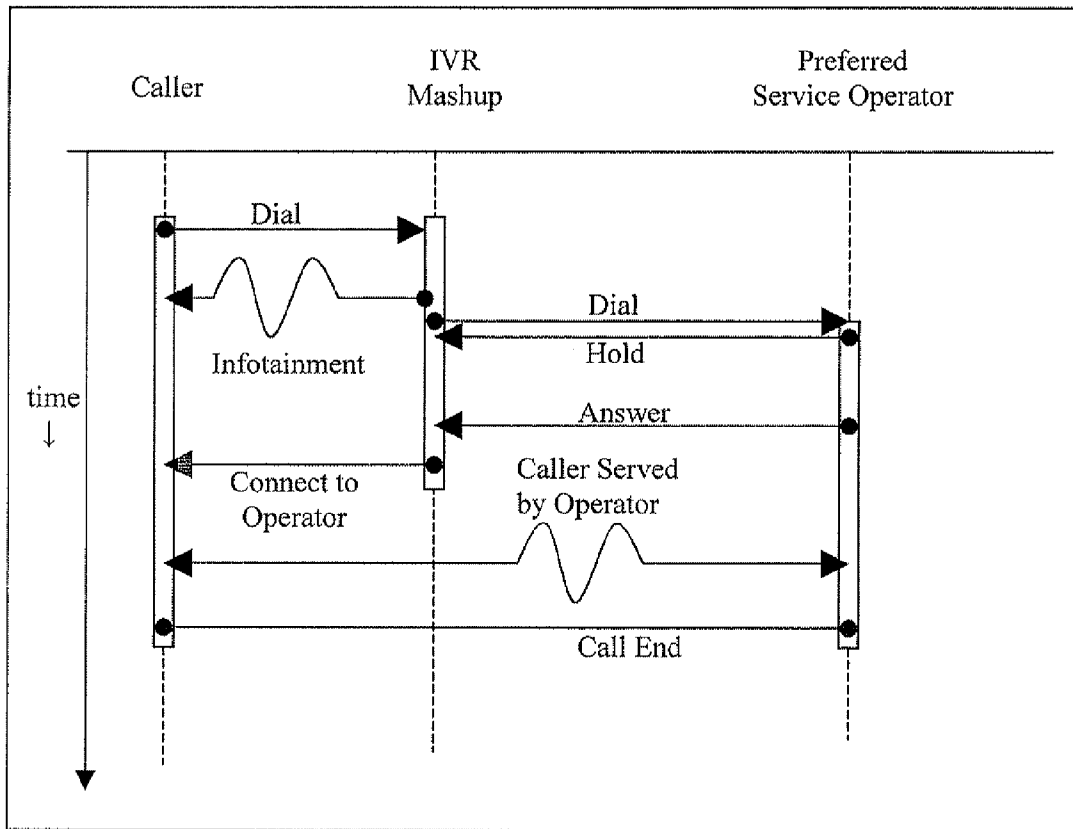 Caller
IVR
Mashup
Preferred
Service Operator
Dial
Infotainment
Dial
Hold
time
↓
Answer
Connect to
Operator
Caller Served
by Operator
Call End